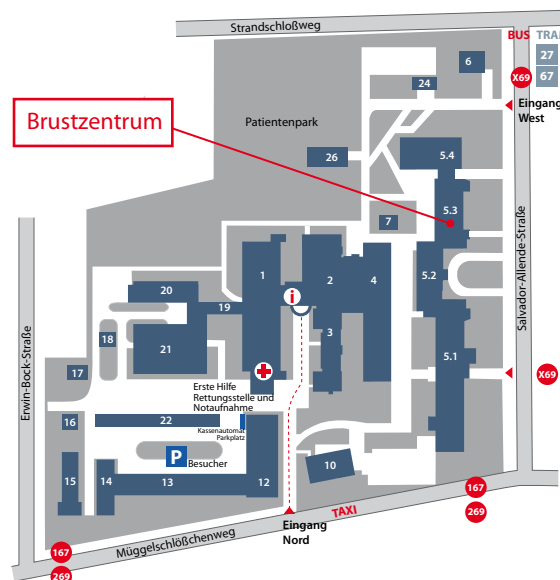 Strandschloßweg
BUS TRA
27
X69 67
6
24
Eingang
West
Brustzentrum
Patientenpark
26
5.4
5.3
7
Salvador-Allende-Straße
1
2
4
5.2
20
i
19
3
18
21
5.1
Erwin-Bock-Straße
17
X69
Erste Hilfe
Rettungsstelle und
Notaufnahme
16
22
Kassenautomat
Parkplatz
P
Besucher
10
15
14
13
12
167
TAXI
269
Eingang
Nord
Müggelschlößchenweg
167
269